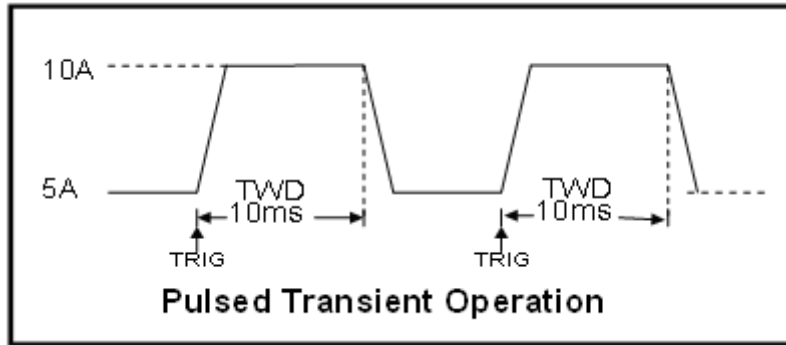 10A
5A
TWD
10ms
TWD
10ms
TRIG
TRIG
Pulsed Transient Operation